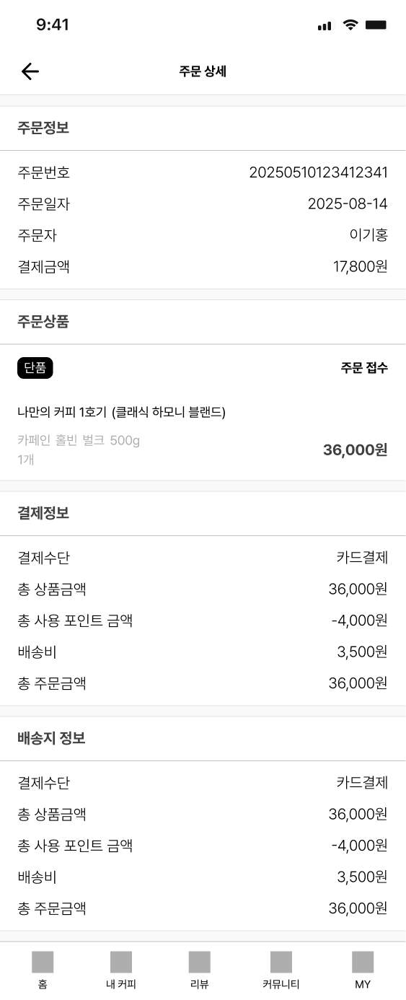 9:41
주문 상세
주문정보
주문번호 20250510123412341
주문일자 2025-08-14
주문자 이기홍
결제금액 17,800원
주문상품
단품 주문 접수
나만의 커피 1호기 (클래식 하모니 블랜드)
카페인 홀빈 벌크 500g
1개 36,000원
결제정보
결제수단 카드결제
총 상품금액 36,000원
총 사용 포인트 금액 -4,000원
배송비 3,500원
총 주문금액 36,000원
배송지 정보
결제수단 카드결제
총 상품금액 36,000원
총 사용 포인트 금액 -4,000원
배송비 3,500원
총 주문금액 36,000원
홈 내 커피 리뷰 커뮤니티 MY